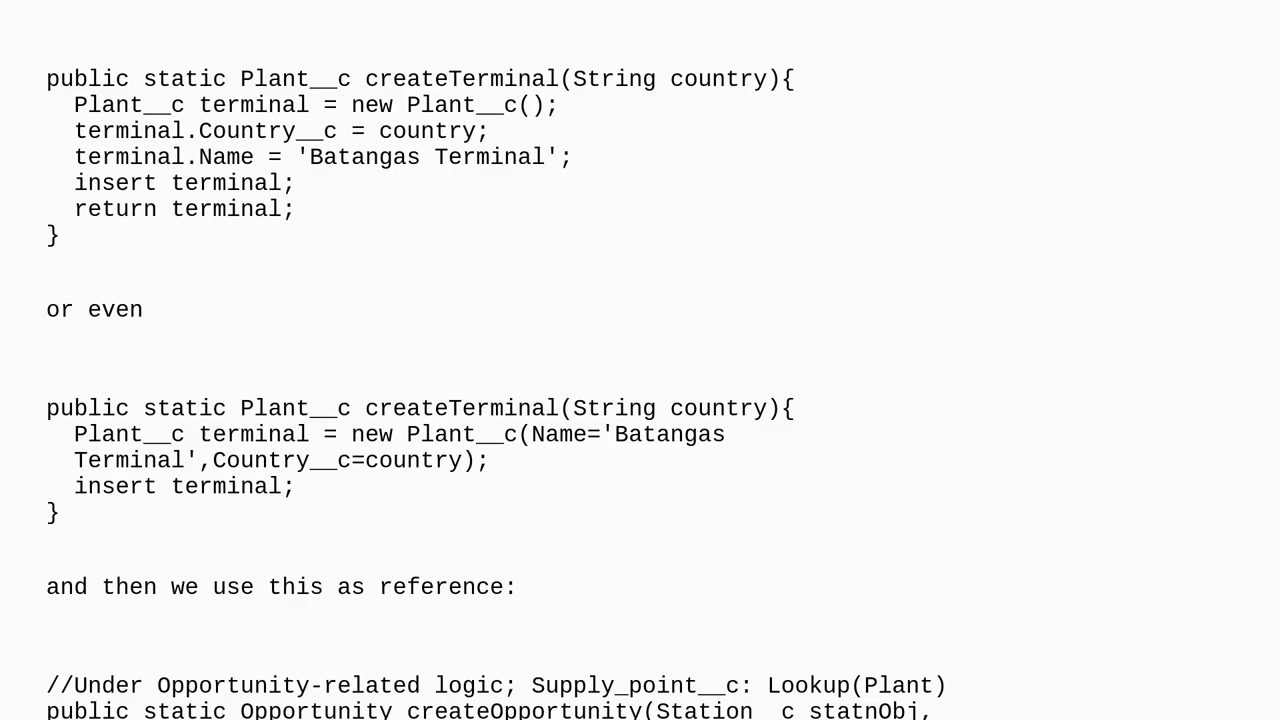 public static Plant__c createTerminal(String country){
Plant__c terminal = new Plant__c();
terminal.Country__c = country;
terminal.Name = 'Batangas Terminal';
insert terminal;
return terminal;
}
or even
public static Plant__c createTerminal(String country){
Plant__c terminal = new Plant__c(Name='Batangas
Terminal',Country__c=country);
insert terminal;
}
and then we use this as reference:
//Under Opportunity-related logic; Supply_point__c: Lookup(Plant)
public static Opportunity createOpportunity(Station__c statnObj,